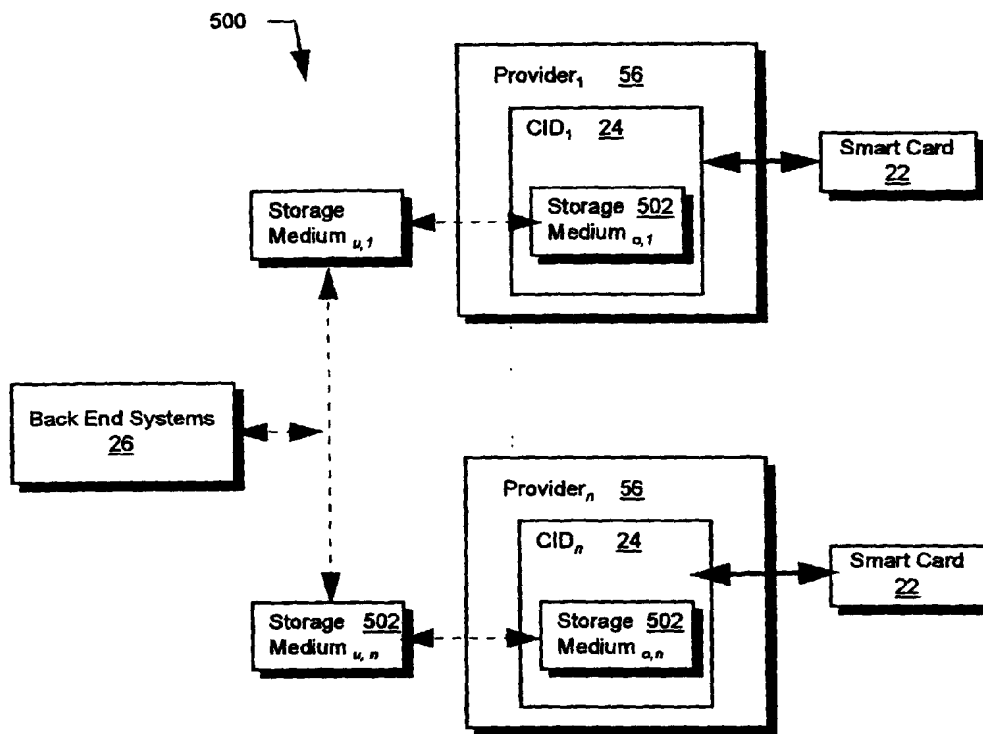 500
Provider1 56
CID1 24
Storage 502
Medium o,1
Smart Card
22
Storage
Medium u,1
Back End Systems
26
Provider n 56
CID n 24
Storage 502
Medium o,n
Smart Card
22
Storage 502
Medium u,n